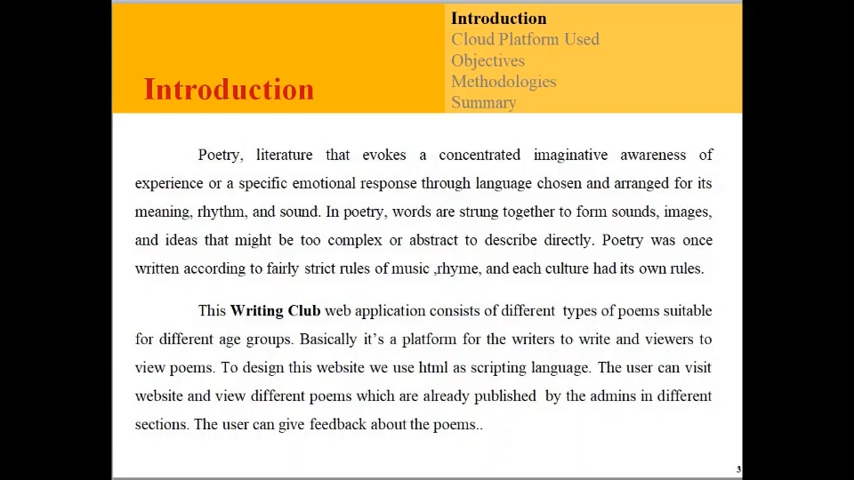 Introduction
Introduction
Cloud Platform Used
Objectives
Methodologies
Summary
Poetry, literature that evokes a concentrated imaginative awareness of
experience or a specific emotional response through language chosen and arranged for its
meaning, rhythm, and sound. In poetry, words are strung together to form sounds, images,
and ideas that might be too complex or abstract to describe directly. Poetry was once
written according to fairly strict rules of music ,rhyme, and each culture had its own rules.
This Writing Club web application consists of different types of poems suitable
for different age groups. Basically it's a platform for the writers to write and viewers to
view poems. To design this website we use html as scripting language. The user can visit
website and view different poems which are already published by the admins in different
sections. The user can give feedback about the poems..
3